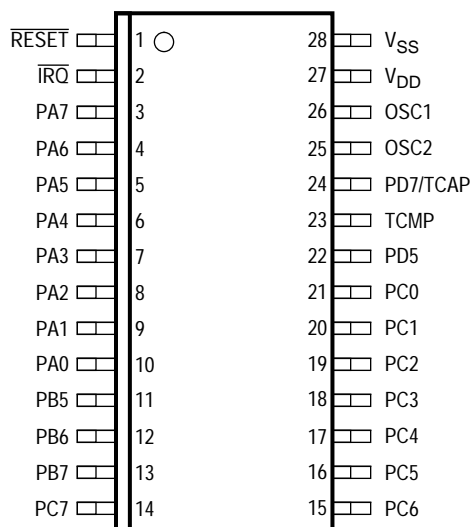 RESET 1 28 VSS
IRQ 2 27 VDD
PA7 3 26 OSC1
PA6 4 25 OSC2
PA5 5 24 PD7/TCAP
PA4 6 23 TCMP
PA3 7 22 PD5
PA2 8 21 PC0
PA1 9 20 PC1
PA0 10 19 PC2
PB5 11 18 PC3
PB6 12 17 PC4
PB7 13 16 PC5
PC7 14 15 PC6